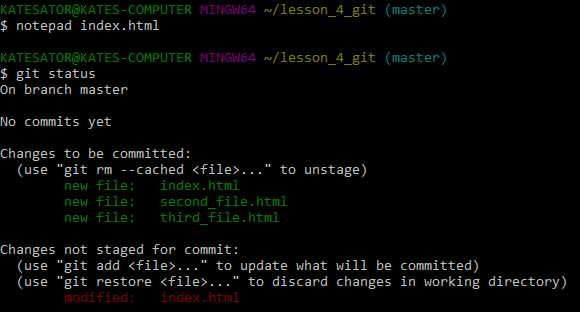 KATESATOR@KATES-COMPUTER MINGW64 ~/lesson_4_git (master)
$ notepad index.html
KATESATOR@KATES-COMPUTER MINGW64 ~/lesson_4_git (master)
$ git status
On branch master
No commits yet
Changes to be committed:
  (use "git rm --cached <file>..." to unstage)
        new file:   index.html
        new file:   second_file.html
        new file:   third_file.html
Changes not staged for commit:
  (use "git add <file>..." to update what will be committed)
  (use "git restore <file>..." to discard changes in working directory)
        modified:   index.html